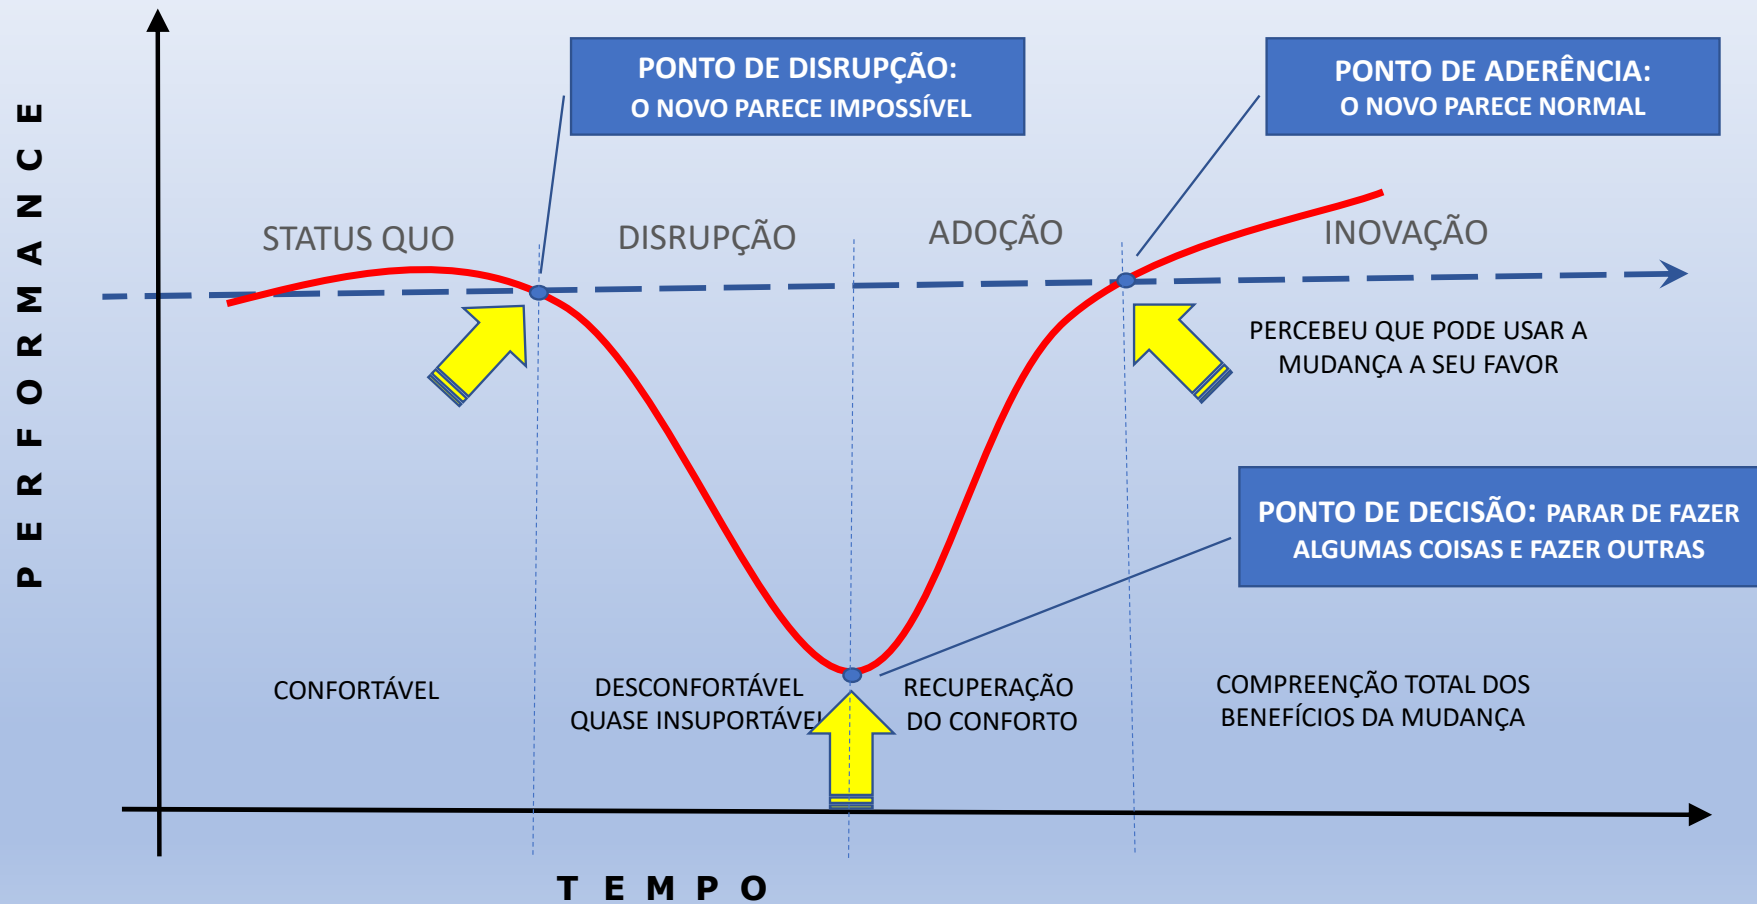 PERFORMANCE
PONTO DE DISRUPÇÃO:
O NOVO PARECE IMPOSSÍVEL
PONTO DE ADERÊNCIA:
O NOVO PARECE NORMAL
STATUS QUO
DISRUPÇÃO
ADOÇÃO
INOVAÇÃO
PERCEBEU QUE PODE USAR A
MUDANÇA A SEU FAVOR
PONTO DE DECISÃO: PARAR DE FAZER
ALGUMAS COISAS E FAZER OUTRAS
CONFORTÁVEL
DESCONFORTÁVEL
QUASE INSUPORTÁVEL
RECUPERAÇÃO
DO CONFORTO
COMPREENÇÃO TOTAL DOS
BENEFÍCIOS DA MUDANÇA
TEMPO